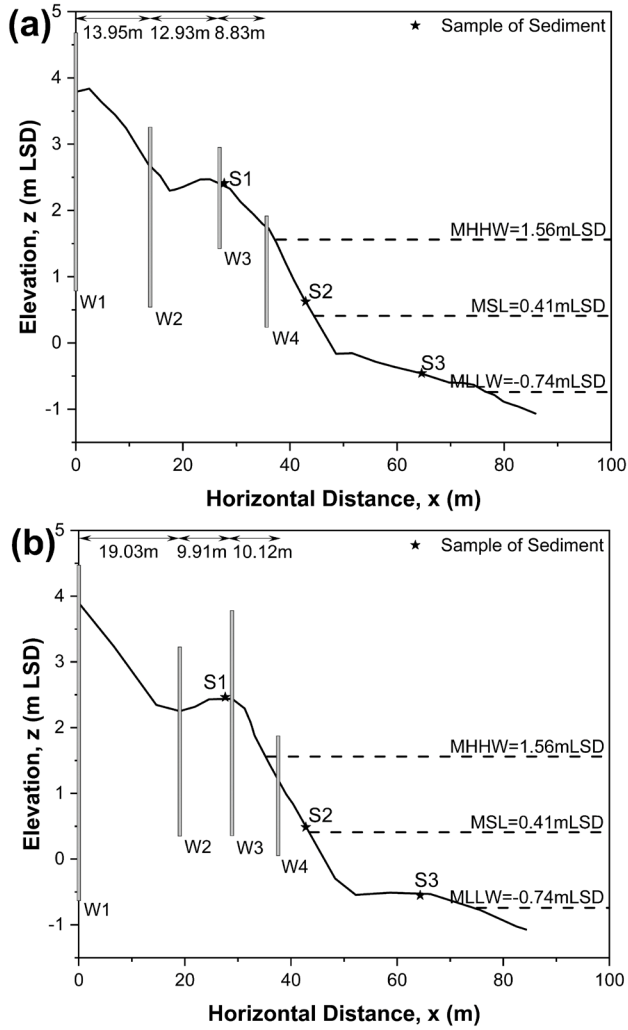 (a)
13.95m 12.93m 8.83m
★ Sample of Sediment
5
4
3
2
1
0
-1
Elevation, z (m LSD)
W1
W2
W3
W4
S1
S2
S3
MHHW=1.56mLSD
MSL=0.41mLSD
MLLW=-0.74mLSD
0 20 40 60 80 100
Horizontal Distance, x (m)
(b)
19.03m 9.91m 10.12m
★ Sample of Sediment
5
4
3
2
1
0
-1
Elevation, z (m LSD)
W1
W2
W3
W4
S1
S2
S3
MHHW=1.56mLSD
MSL=0.41mLSD
MLLW=-0.74mLSD
0 20 40 60 80 100
Horizontal Distance, x (m)